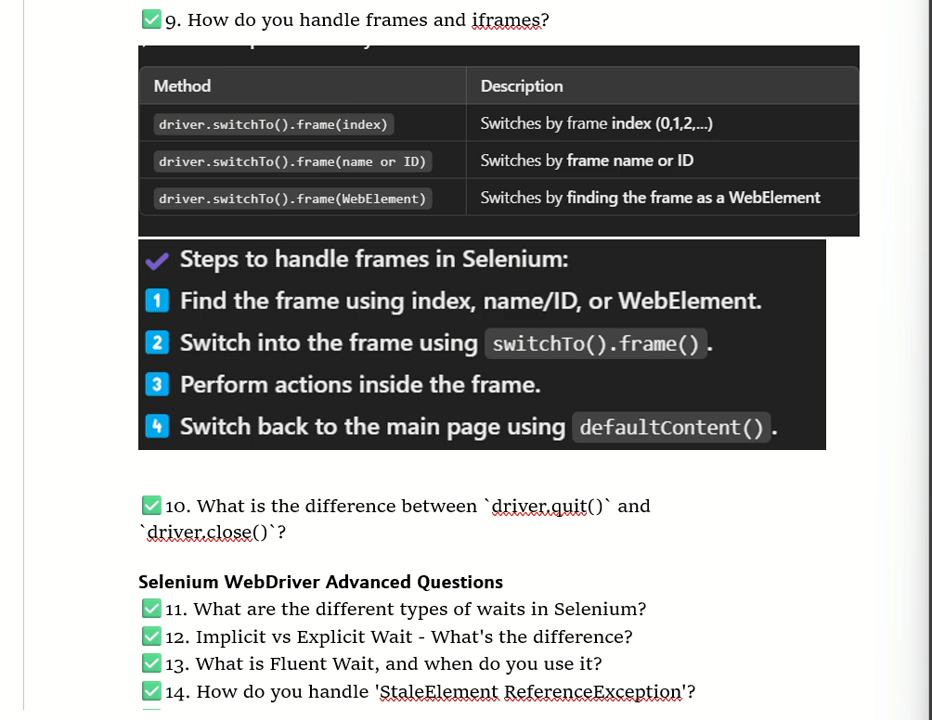 ✅9. How do you handle frames and iframes?
Method Description
driver.switchTo().frame(index) Switches by frame index (0,1,2,...)
driver.switchTo().frame(name or ID) Switches by frame name or ID
driver.switchTo().frame(WebElement) Switches by finding the frame as a WebElement
✔ Steps to handle frames in Selenium:
1 Find the frame using index, name/ID, or WebElement.
2 Switch into the frame using switchTo().frame().
3 Perform actions inside the frame.
4 Switch back to the main page using defaultContent().
✅10. What is the difference between `driver.quit()` and
`driver.close()`?
Selenium WebDriver Advanced Questions
✅11. What are the different types of waits in Selenium?
✅12. Implicit vs Explicit Wait - What's the difference?
✅13. What is Fluent Wait, and when do you use it?
✅14. How do you handle 'StaleElement ReferenceException'?